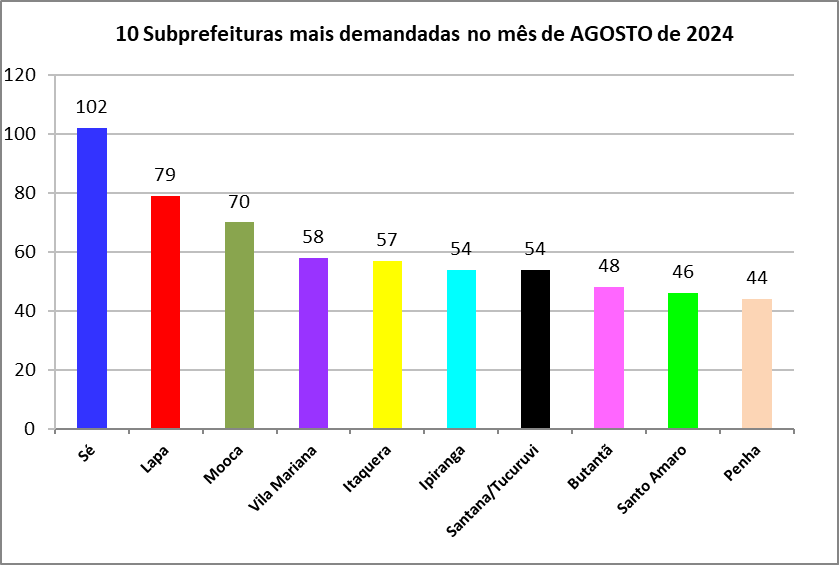 10 Subprefeituras mais demandadas no mês de AGOSTO de 2024
120
100
80
60
40
20
0
102
79
70
58
57
54
54
48
46
44
Sé
Lapa
Mooca
Vila Mariana
Itaquera
Ipiranga
Santana/Tucuruvi
Butantã
Santo Amaro
Penha